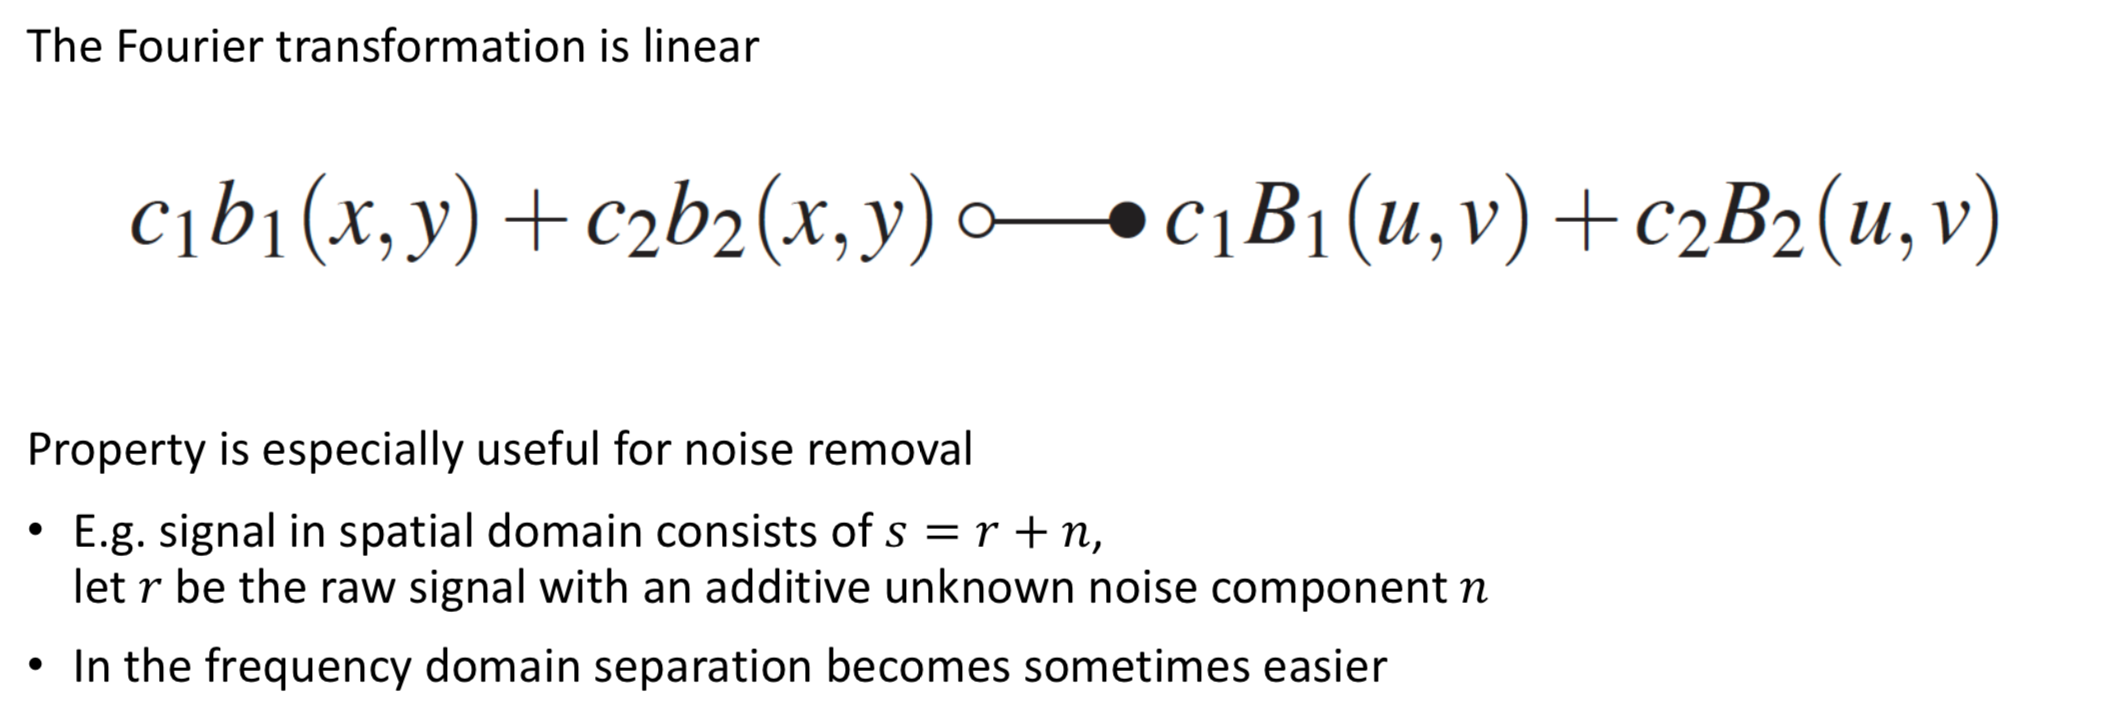 The Fourier transformation is linear
c₁b₁(x,y) + c₂b₂(x,y) ○—● c₁B₁(u,v) + c₂B₂(u,v)
Property is especially useful for noise removal
• E.g. signal in spatial domain consists of s = r + n,
let r be the raw signal with an additive unknown noise component n
• In the frequency domain separation becomes sometimes easier